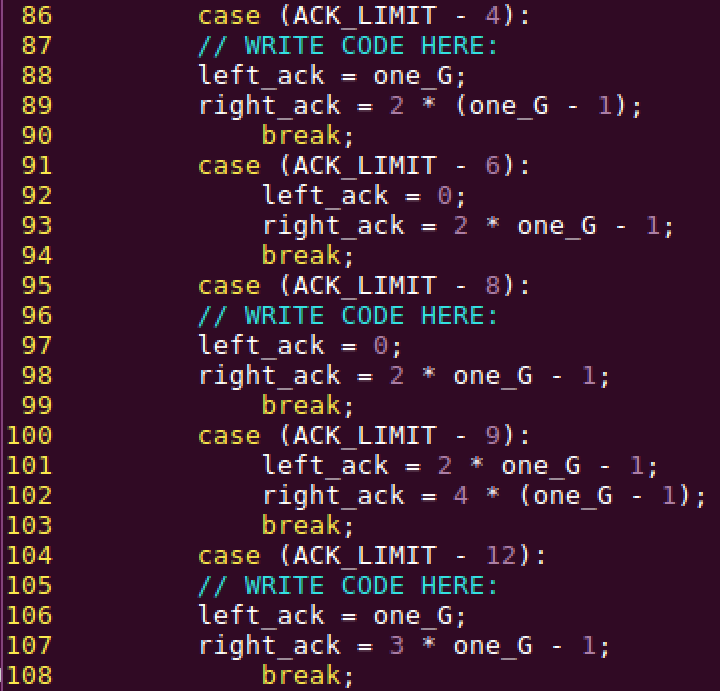 86 case (ACK_LIMIT - 4):
87 // WRITE CODE HERE:
88 left_ack = one_G;
89 right_ack = 2 * (one_G - 1);
90 break;
91 case (ACK_LIMIT - 6):
92 left_ack = 0;
93 right_ack = 2 * one_G - 1;
94 break;
95 case (ACK_LIMIT - 8):
96 // WRITE CODE HERE:
97 left_ack = 0;
98 right_ack = 2 * one_G - 1;
99 break;
100 case (ACK_LIMIT - 9):
101 left_ack = 2 * one_G - 1;
102 right_ack = 4 * (one_G - 1);
103 break;
104 case (ACK_LIMIT - 12):
105 // WRITE CODE HERE:
106 left_ack = one_G;
107 right_ack = 3 * one_G - 1;
108 break;